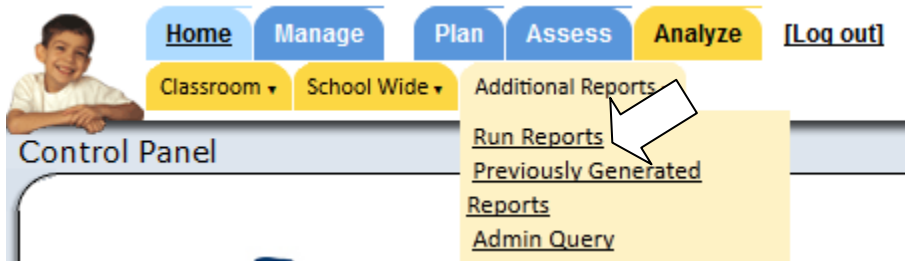 Home Manage Plan Assess Analyze [Log out]
Classroom ▾ School Wide ▾ Additional Reports
Run Reports
Control Panel
Previously Generated
Reports
Admin Query